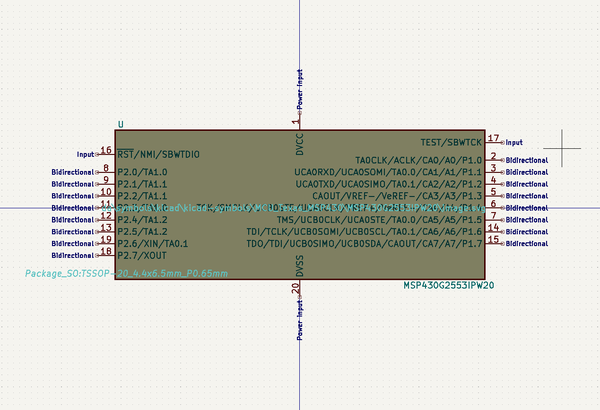 Power Input
1
U
DVCC
TEST/SBWTCK 17 Input
Input 16 RST/NMI/SBWTDIO
TA0CLK/ACLK/CA0/A0/P1.0 2 Bidirectional
Bidirectional 8 P2.0/TA1.0
UCA0RXD/UCA0SOMI/TA0.0/CA1/A1/P1.1 3 Bidirectional
Bidirectional 9 P2.1/TA1.1
UCA0TXD/UCA0SIMO/TA0.1/CA2/A2/P1.2 4 Bidirectional
Bidirectional 10 P2.2/TA1.1
CAOUT/VREF-/VeREF-/CA3/A3/P1.3 5 Bidirectional
Bidirectional 11
6 Bidirectional
Bidirectional 12 P2.4/TA1.2
TMS/UCB0CLK/UCA0STE/TA0.0/CA5/A5/P1.5 7 Bidirectional
Bidirectional 13 P2.5/TA1.2
TDI/TCLK/UCB0SOMI/UCB0SCL/TA0.1/CA6/A6/P1.6 14 Bidirectional
Bidirectional 19 P2.6/XIN/TA0.1
TDO/TDI/UCB0SIMO/UCB0SDA/CAOUT/CA7/A7/P1.7 15 Bidirectional
Bidirectional 18 P2.7/XOUT
DVSS
Package_SO:TSSOP-20_4.4x6.5mm_P0.65mm
MSP430G2553IPW20
20
Power Input